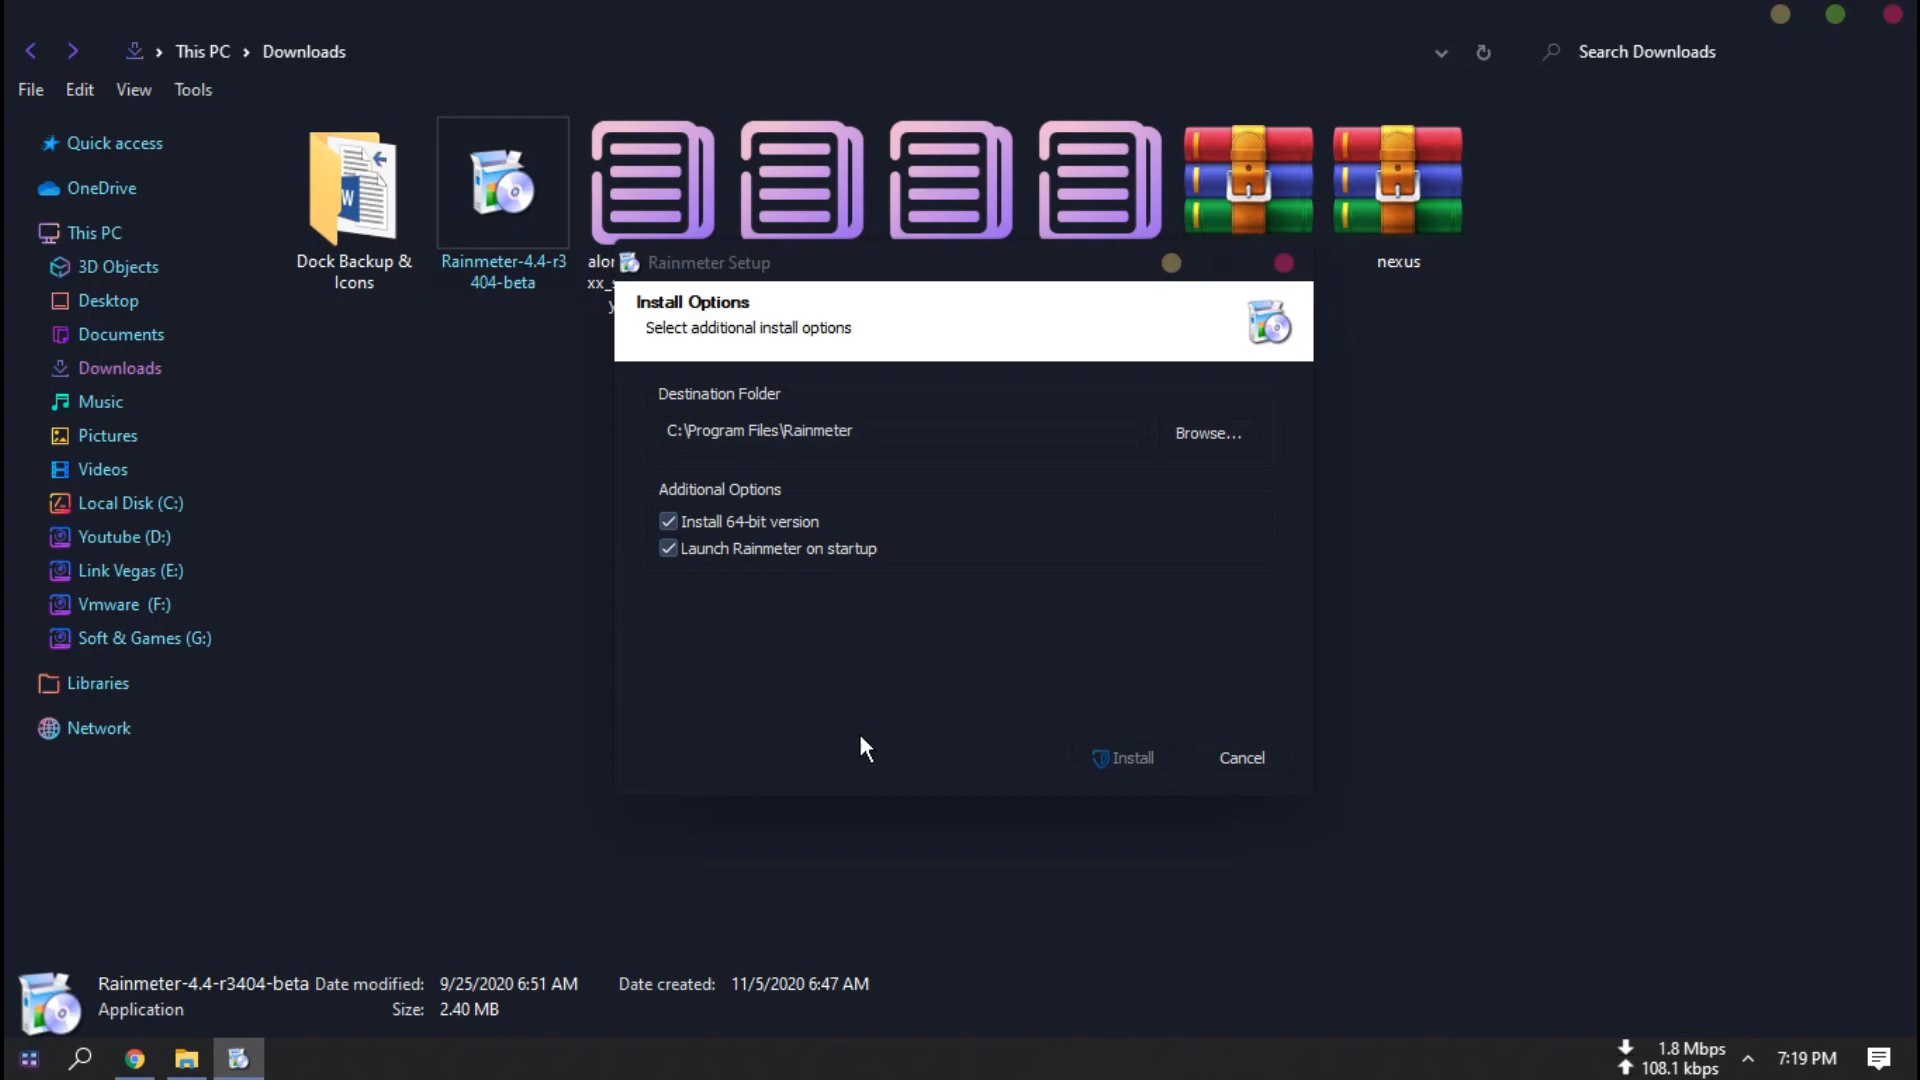 This PC
Downloads
Search Downloads
File
Edit
View
Tools
Quick access
OneDrive
This PC
3D Objects
Desktop
Documents
Downloads
Music
Pictures
Videos
Local Disk (C:)
Youtube (D:)
Link Vegas (E:)
Vmware (F:)
Soft & Games (G:)
Libraries
Network
Dock Backup &
Icons
W
Rainmeter-4.4-r3
404-beta
nexus
Rainmeter Setup
Install Options
Select additional install options
Destination Folder
C:\Program Files\Rainmeter
Browse...
Additional Options
Install 64-bit version
Launch Rainmeter on startup
Install
Cancel
Rainmeter-4.4-r3404-beta
Date modified: 9/25/2020 6:51 AM
Date created: 11/5/2020 6:47 AM
Application
Size: 2.40 MB
1.8 Mbps
108.1 kbps
7:19 PM